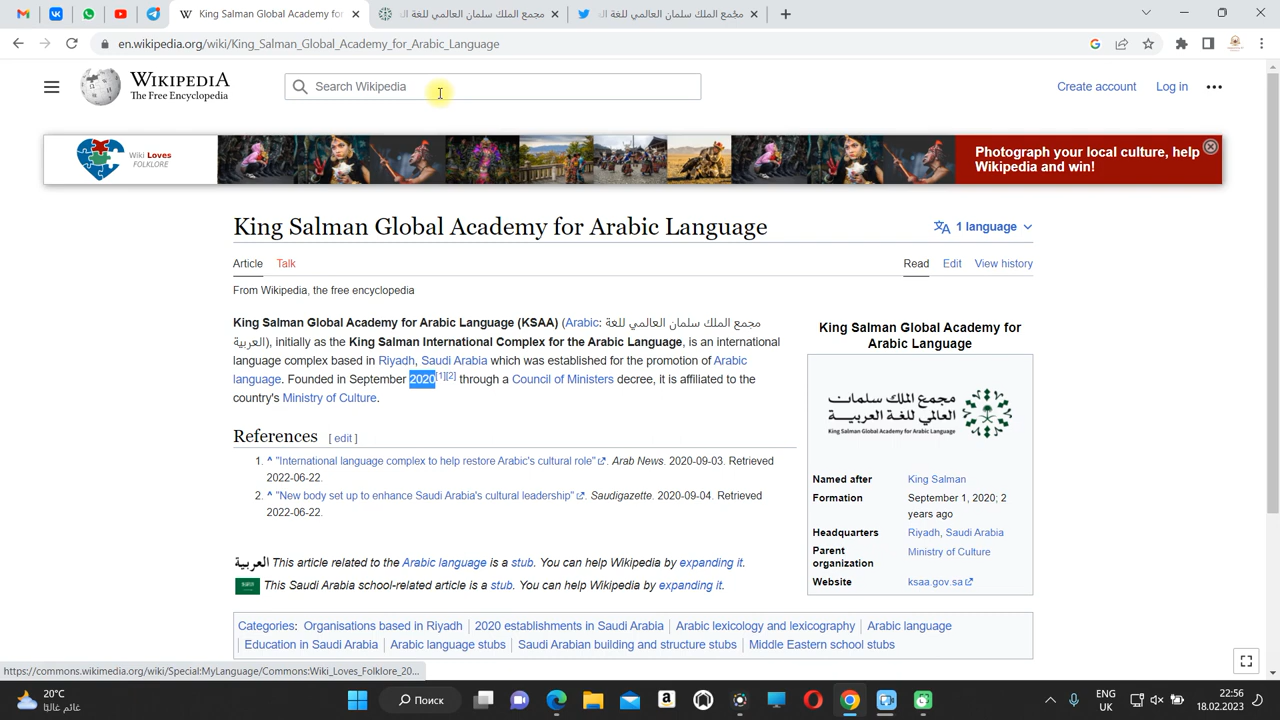 King Salman Global Academy for
مجمع الملك سلمان العالمي للغة ال
مجُمع الملك سلمان العالمي للغة ال
en.wikipedia.org/wiki/King_Salman_Global_Academy_for_Arabic_Language
WIKIPEDIA
The Free Encyclopedia
Search Wikipedia
Create account
Log in
Wiki Loves
FOLKLORE
Photograph your local culture, help
Wikipedia and win!
King Salman Global Academy for Arabic Language
1 language
Article
Talk
Read
Edit
View history
From Wikipedia, the free encyclopedia
King Salman Global Academy for Arabic Language (KSAA) (Arabic: مجمع الملك سلمان العالمي للغة
العربية), initially as the King Salman International Complex for the Arabic Language, is an international
language complex based in Riyadh, Saudi Arabia which was established for the promotion of Arabic
language. Founded in September 2020[1][2] through a Council of Ministers decree, it is affiliated to the
country's Ministry of Culture.
References [ edit ]
1. ^ "International language complex to help restore Arabic's cultural role". Arab News. 2020-09-03. Retrieved
2022-06-22.
2. ^ "New body set up to enhance Saudi Arabia's cultural leadership". Saudigazette. 2020-09-04. Retrieved
2022-06-22.
العربية This article related to the Arabic language is a stub. You can help Wikipedia by expanding it.
This Saudi Arabia school-related article is a stub. You can help Wikipedia by expanding it.
King Salman Global Academy for
Arabic Language
مجمع الملك سلمان
العالمي للغة العربية
King Salman Global Academy for Arabic Language
Named after King Salman
Formation September 1, 2020; 2
years ago
Headquarters Riyadh, Saudi Arabia
Parent Ministry of Culture
organization
Website ksaa.gov.sa
Categories: Organisations based in Riyadh | 2020 establishments in Saudi Arabia | Arabic lexicology and lexicography | Arabic language
| Education in Saudi Arabia | Arabic language stubs | Saudi Arabian building and structure stubs | Middle Eastern school stubs
https://commons.wikimedia.org/wiki/Special:MyLanguage/Commons:Wiki_Loves_Folklore_20...
20°C
غائم غالبًا
Поиск
ENG
UK
22:56
18.02.2023